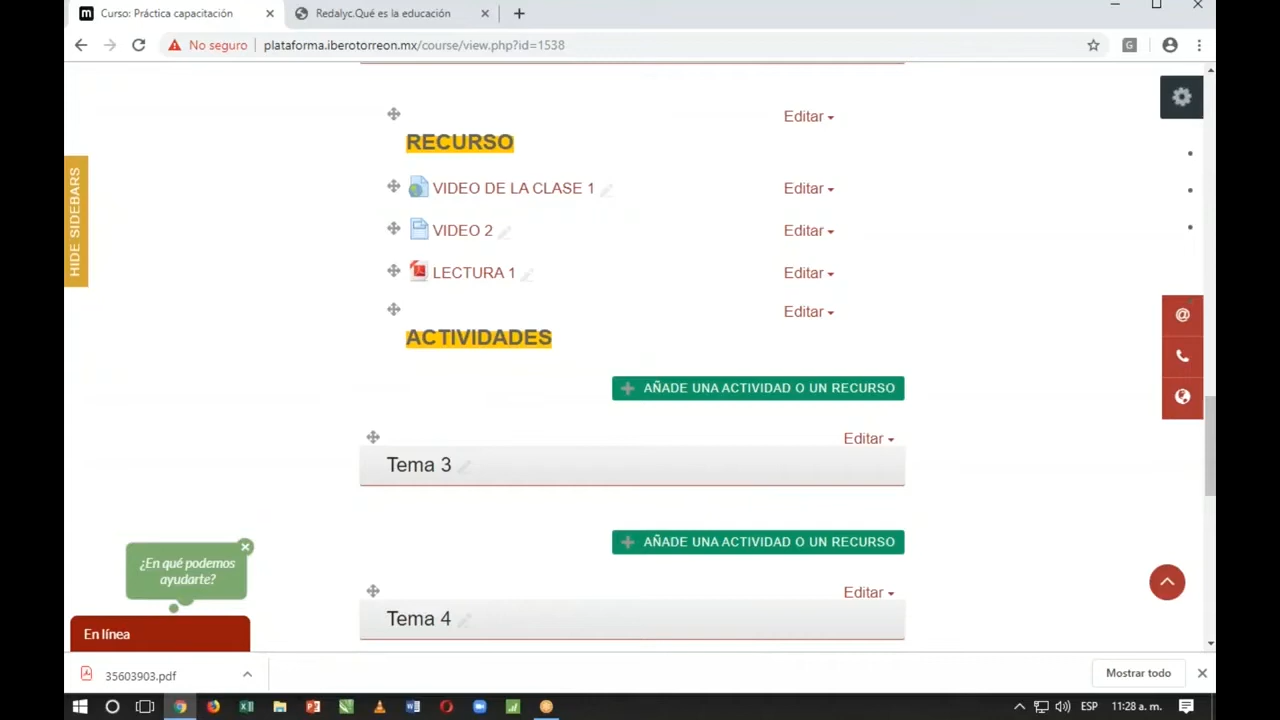 Curso: Práctica capacitación
Redalyc.Qué es la educación
No seguro
plataforma.iberotorreon.mx/course/view.php?id=1538
HIDE SIDEBARS
Editar
RECURSO
VIDEO DE LA CLASE 1
Editar
VIDEO 2
Editar
LECTURA 1
Editar
Editar
ACTIVIDADES
AÑADE UNA ACTIVIDAD O UN RECURSO
Editar
Tema 3
AÑADE UNA ACTIVIDAD O UN RECURSO
Editar
Tema 4
¿En qué podemos
ayudarte?
En línea
35603903.pdf
Mostrar todo
ESP
11:28 a. m.